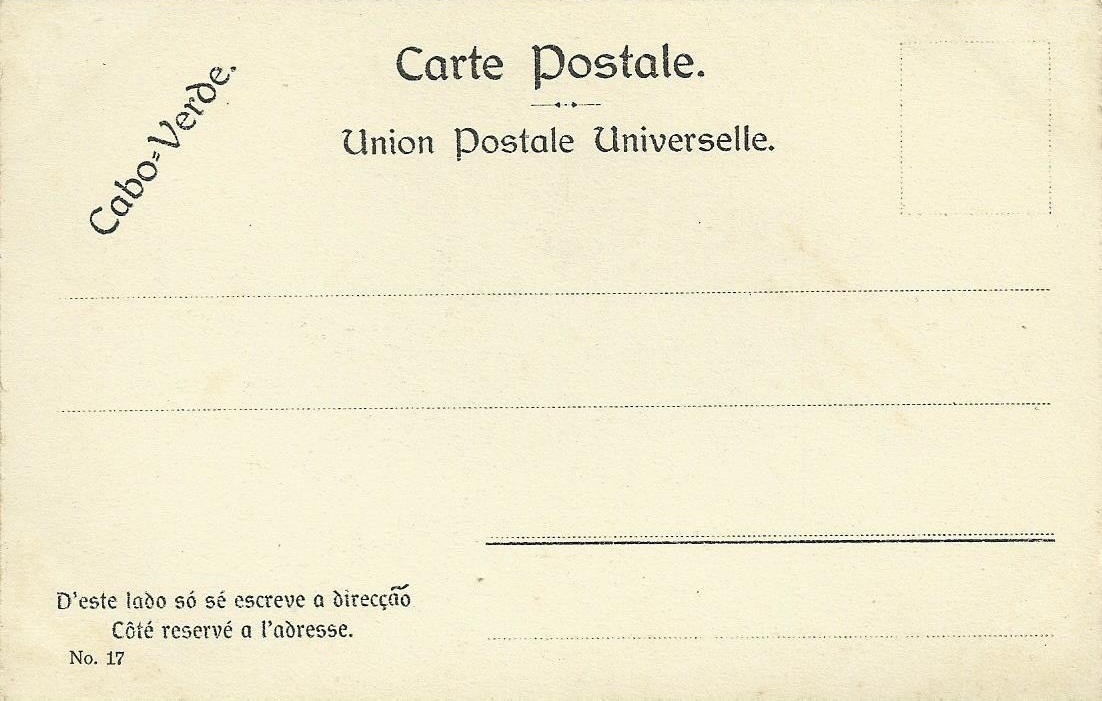 Carte Postale.
Union Postale Universelle.
Cabo=Verde.
D'este lado só sé escreve a direcção
Côté reservé a l'adresse.
No. 17